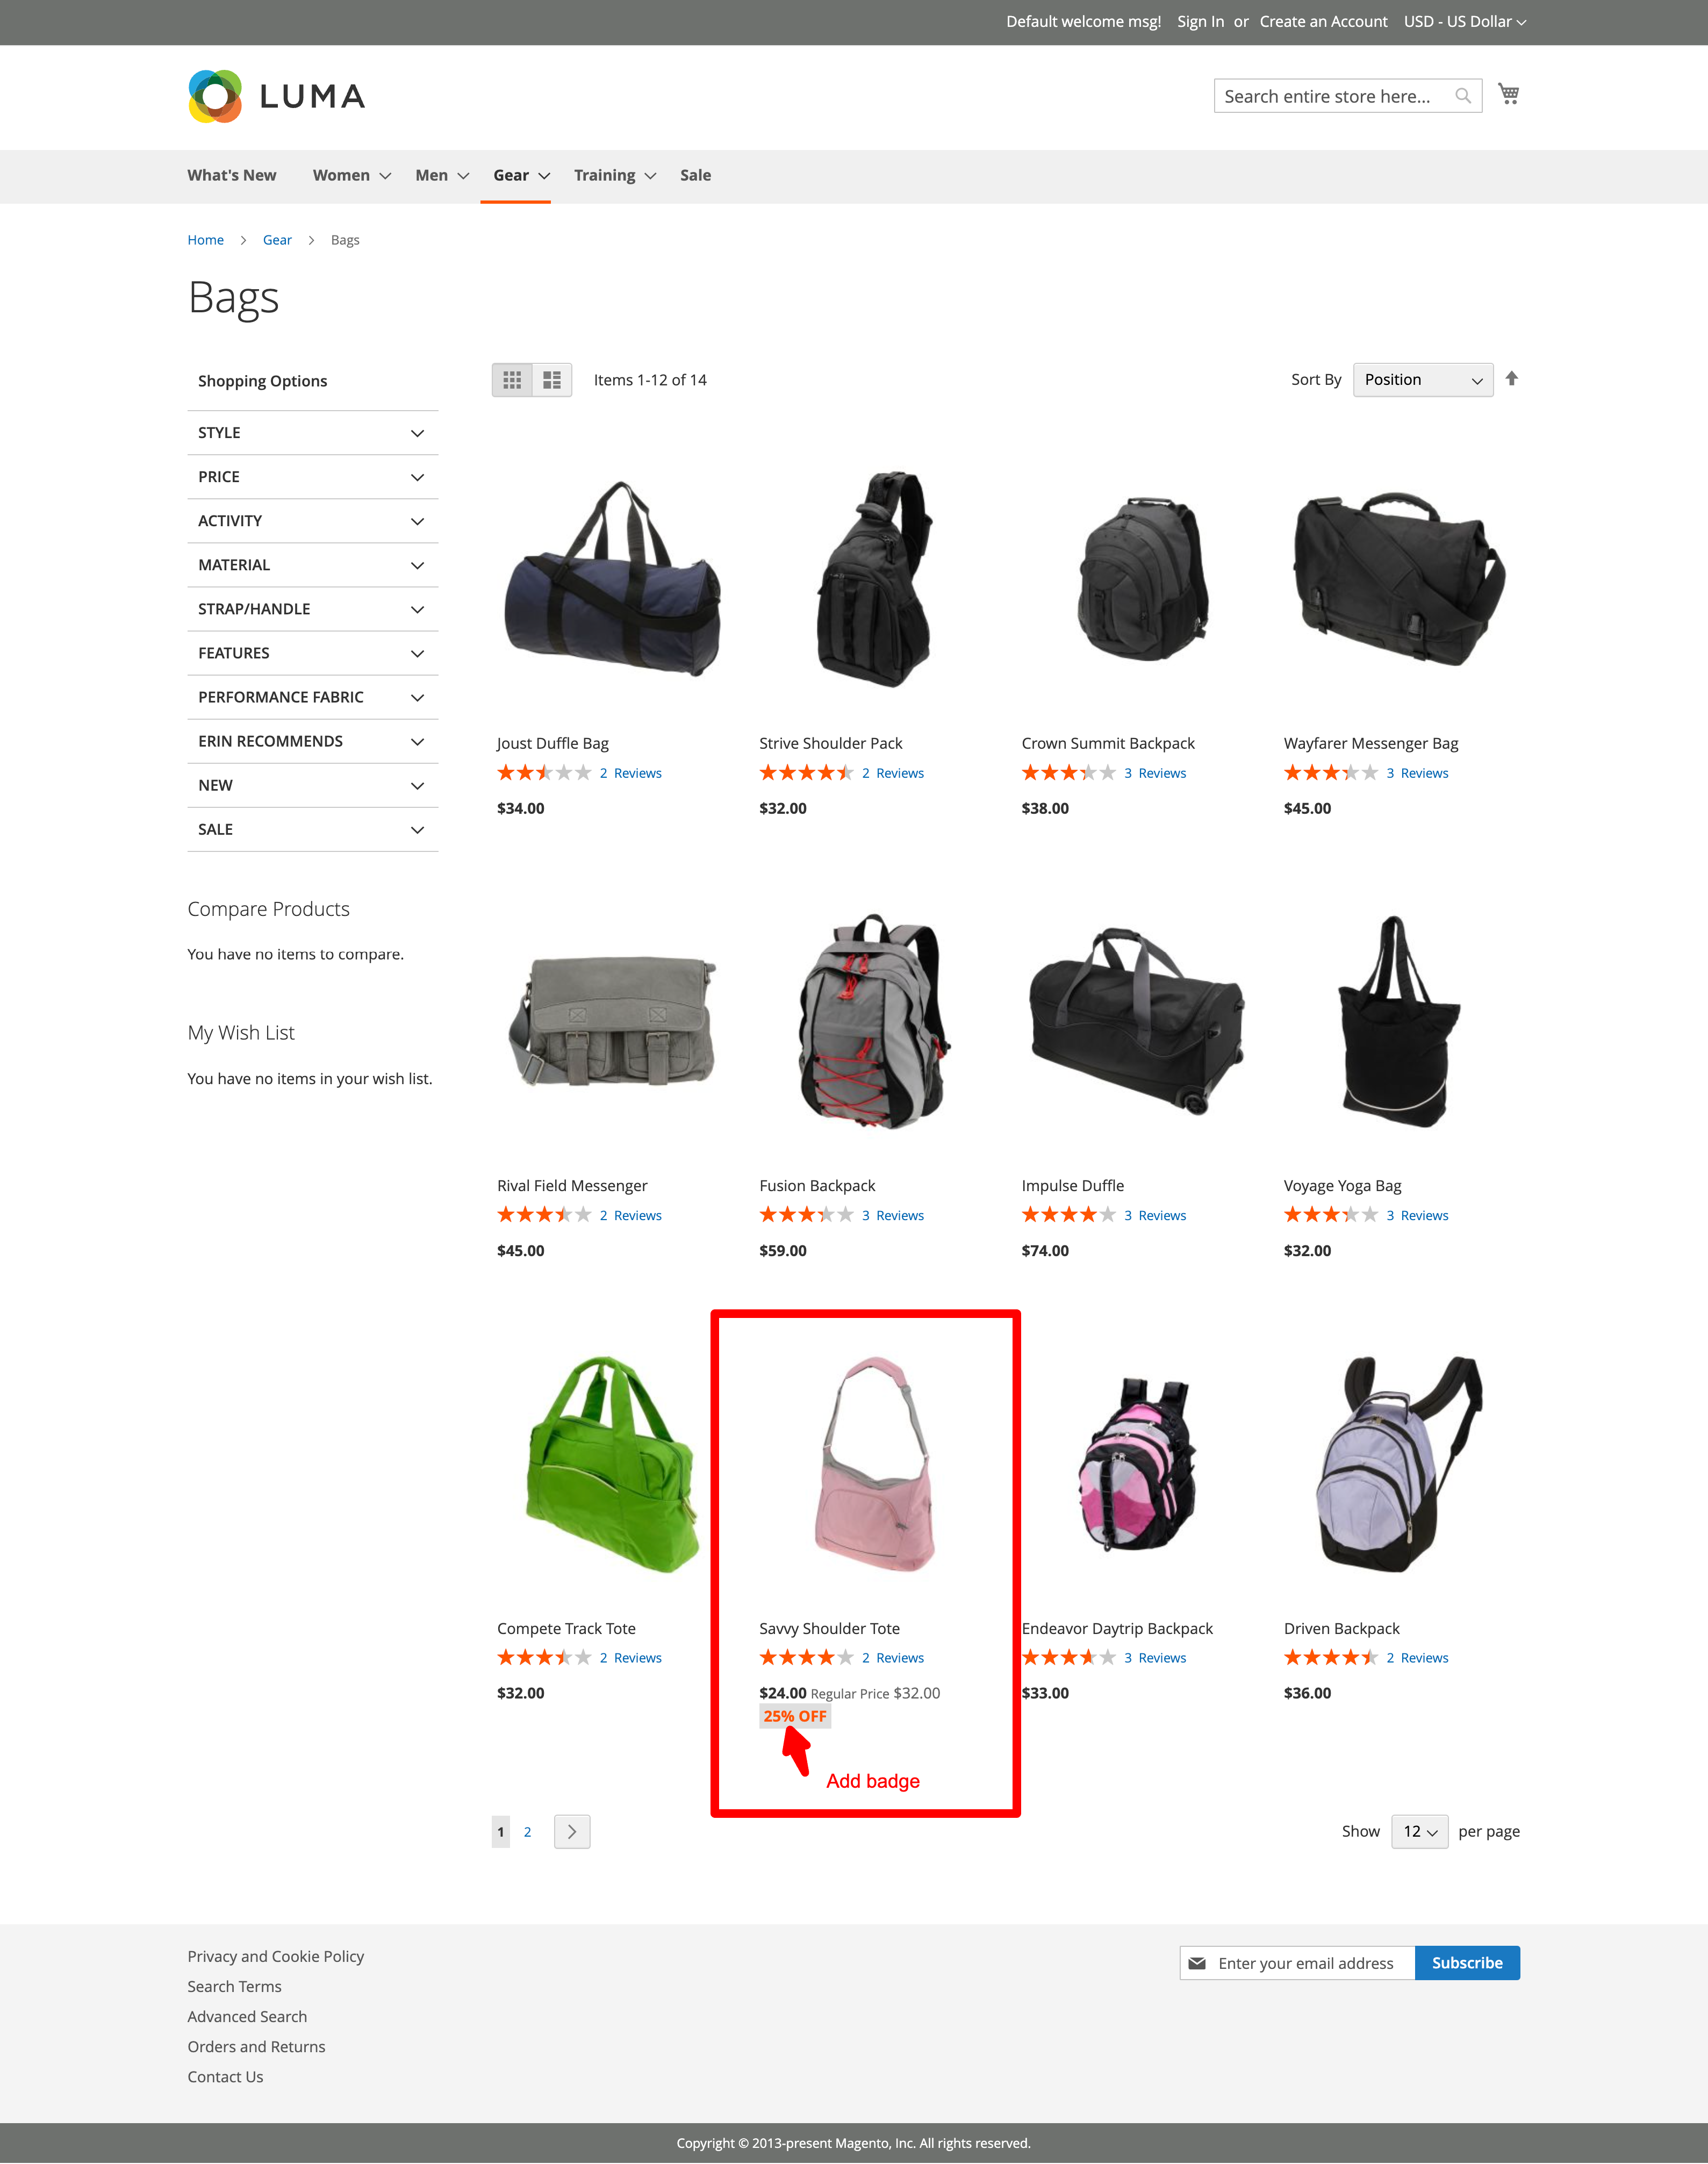 Default welcome msg! Sign In or Create an Account USD - US Dollar
LUMA
Search entire store here...
What's New Women Men Gear Training Sale
Home Gear Bags
Bags
Shopping Options
STYLE
PRICE
ACTIVITY
MATERIAL
STRAP/HANDLE
FEATURES
PERFORMANCE FABRIC
ERIN RECOMMENDS
NEW
SALE
Compare Products
You have no items to compare.
My Wish List
You have no items in your wish list.
Items 1-12 of 14
Sort By Position
Joust Duffle Bag
2 Reviews
$34.00
Strive Shoulder Pack
2 Reviews
$32.00
Crown Summit Backpack
3 Reviews
$38.00
Wayfarer Messenger Bag
3 Reviews
$45.00
Rival Field Messenger
2 Reviews
$45.00
Fusion Backpack
3 Reviews
$59.00
Impulse Duffle
3 Reviews
$74.00
Voyage Yoga Bag
3 Reviews
$32.00
Compete Track Tote
2 Reviews
$32.00
Savvy Shoulder Tote
2 Reviews
$24.00 Regular Price $32.00
25% OFF
Add badge
Endeavor Daytrip Backpack
3 Reviews
$33.00
Driven Backpack
2 Reviews
$36.00
1 2
Show 12 per page
Privacy and Cookie Policy
Search Terms
Advanced Search
Orders and Returns
Contact Us
Enter your email address Subscribe
Copyright © 2013-present Magento, Inc. All rights reserved.